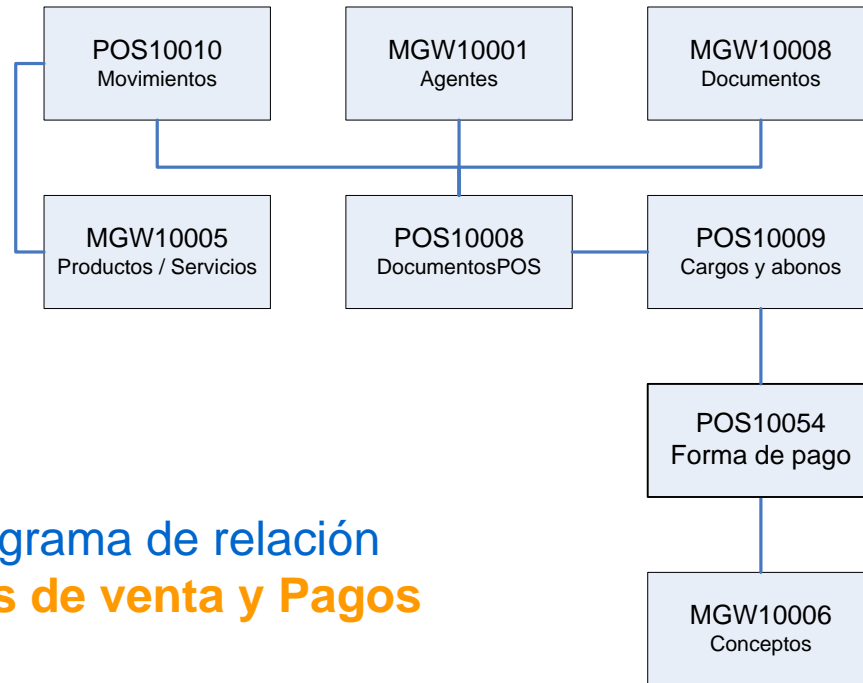 POS10010
Movimientos
MGW10001
Agentes
MGW10008
Documentos
MGW10005
Productos / Servicios
POS10008
DocumentosPOS
POS10009
Cargos y abonos
POS10054
Forma de pago
grama de relación
s de venta y Pagos
MGW10006
Conceptos